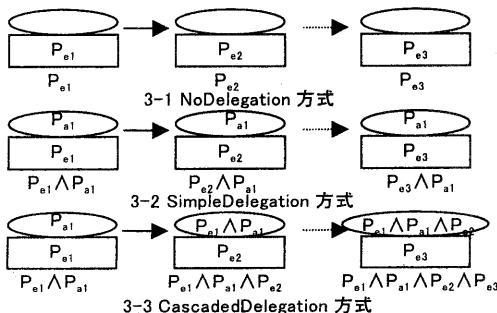 Pe1 Pe2 Pe3
Pe1 Pe2 Pe3
3-1 NoDelegation 方式
Pa1 Pa1 Pa1
Pe1 Pe2 Pe3
Pe1∧Pa1 Pe2∧Pa1 Pe3∧Pa1
3-2 SimpleDelegation 方式
Pa1 Pe1∧Pa1 Pe1∧Pa1∧Pe2
Pe1 Pe2 Pe3
Pe1∧Pa1 Pe1∧Pa1∧Pe2 Pe1∧Pa1∧Pe2∧Pe3
3-3 CascadedDelegation 方式